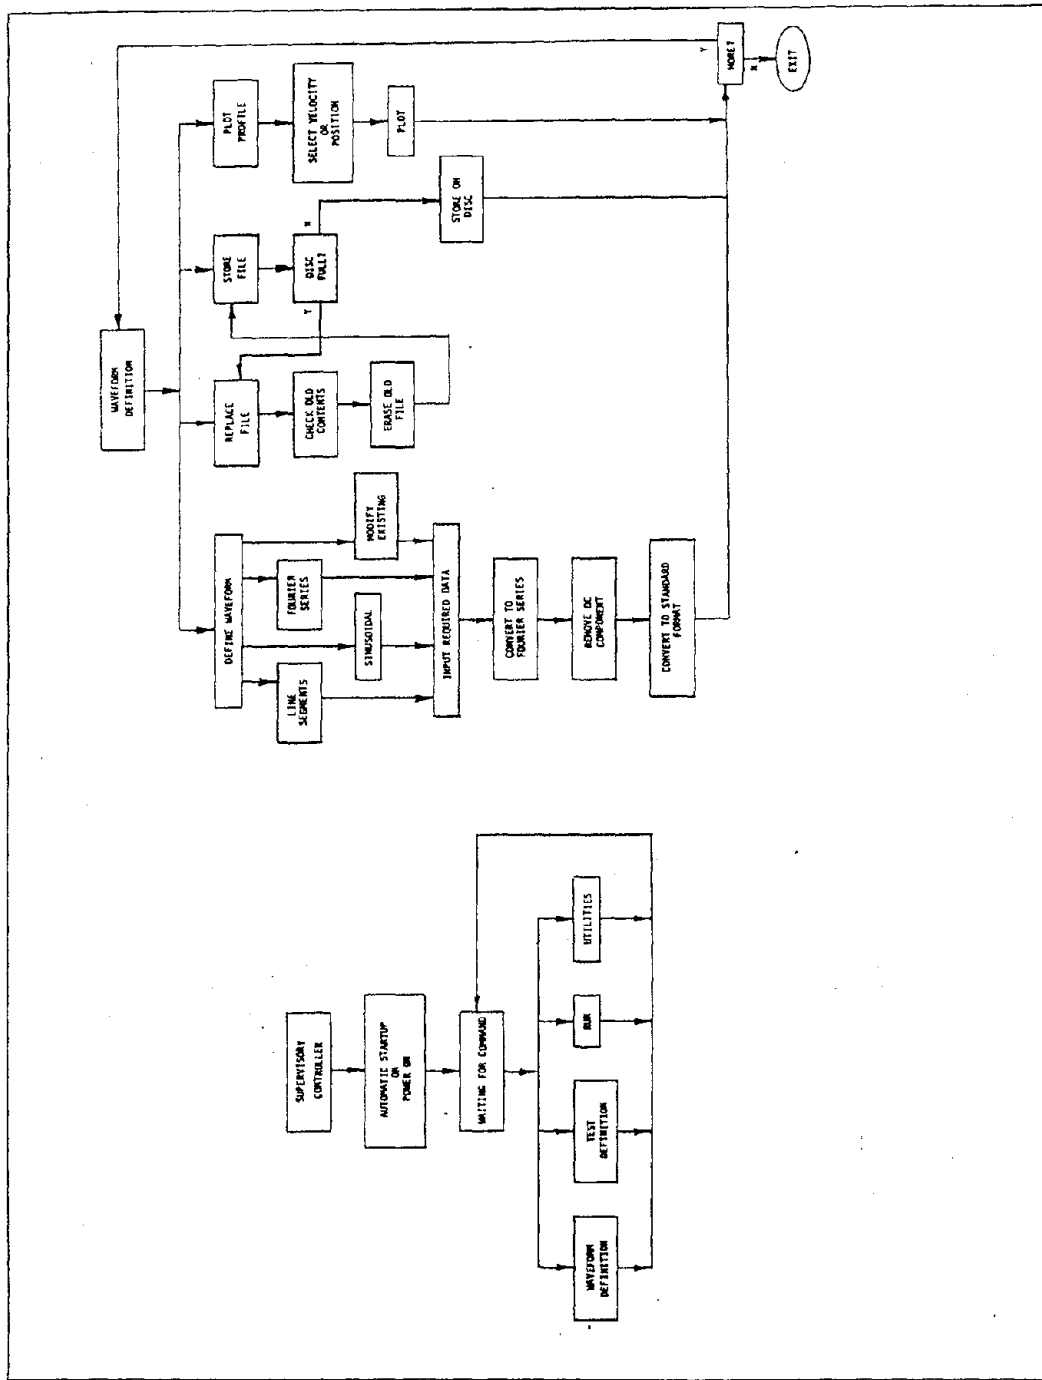 SUPERVISORY
CONTROLLER
AUTOMATIC STARTUP
OR
POWER ON
WAITING FOR COMMAND
WAVEFORM
DEFINITION
TEST
DEFINITION
RUN
UTILITIES
WAVEFORM
DEFINITION
DEFINE WAVEFORM
LINE
SEGMENTS
SINUSOIDAL
FOURIER
SERIES
MODIFY
EXISTING
INPUT REQUIRED DATA
CONVERT TO
FOURIER SERIES
REMOVE DC
COMPONENT
CONVERT TO STANDARD
FORMAT
REPLACE
FILE
CHECK OLD
CONTENTS
ERASE OLD
FILE
STORE
FILE
DISC
FULL?
Y
N
STORE ON
DISC
PLOT
PROFILE
SELECT VELOCITY
OR
POSITION
PLOT
MORE?
Y
N
EXIT